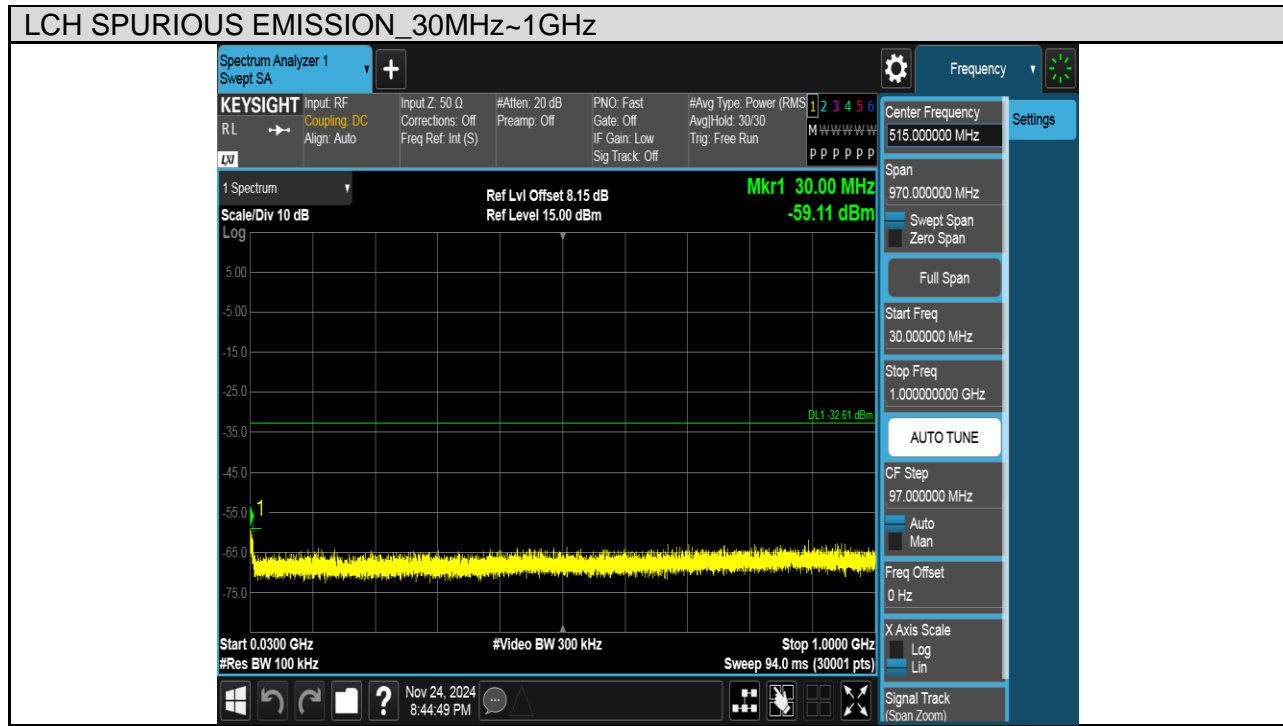 LCH SPURIOUS EMISSION_30MHz~1GHz
Spectrum Analyzer 1
Swept SA
+
Frequency
KEYSIGHT
RL
LXI
Input: RF
Coupling: DC
Align: Auto
Input Z: 50 Ω
Corrections: Off
Freq Ref: Int (S)
#Atten: 20 dB
Preamp: Off
PNO: Fast
Gate: Off
IF Gain: Low
Sig Track: Off
#Avg Type: Power (RMS
Avg|Hold: 30/30
Trig: Free Run
1 2 3 4 5 6
M W W W W W
P P P P P P
1 Spectrum
Scale/Div 10 dB
Ref Lvl Offset 8.15 dB
Ref Level 15.00 dBm
Mkr1 30.00 MHz
-59.11 dBm
Log
5.00
-5.00
-15.0
-25.0
DL1 -32.61 dBm
-35.0
-45.0
-55.0
1
-65.0
-75.0
Start 0.0300 GHz
#Video BW 300 kHz
Stop 1.0000 GHz
#Res BW 100 kHz
Sweep 94.0 ms (30001 pts)
?
Nov 24, 2024
8:44:49 PM
Center Frequency
515.000000 MHz
Settings
Span
970.000000 MHz
Swept Span
Zero Span
Full Span
Start Freq
30.000000 MHz
Stop Freq
1.000000000 GHz
AUTO TUNE
CF Step
97.000000 MHz
Auto
Man
Freq Offset
0 Hz
X Axis Scale
Log
Lin
Signal Track
(Span Zoom)